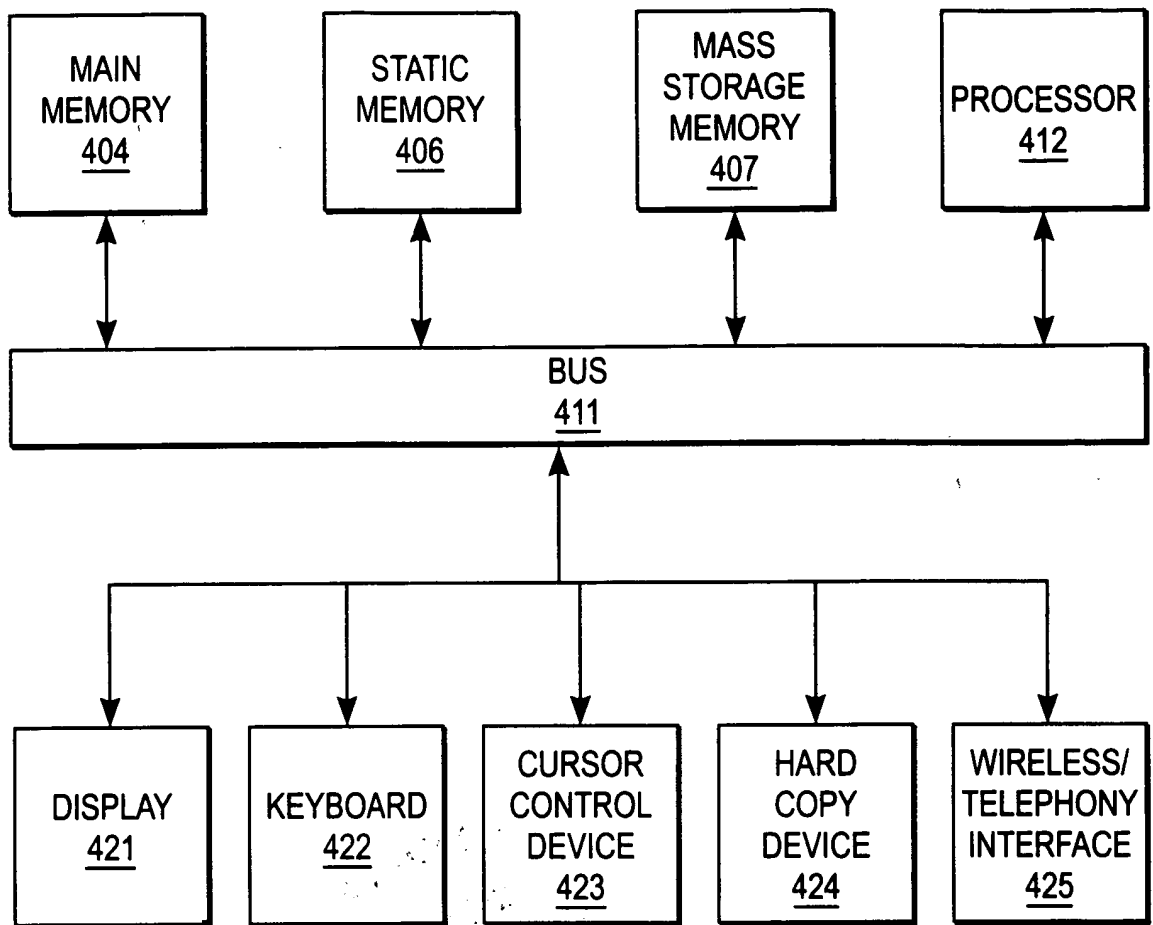 MAIN
MEMORY
404
STATIC
MEMORY
406
MASS
STORAGE
MEMORY
407
PROCESSOR
412
BUS
411
DISPLAY
421
KEYBOARD
422
CURSOR
CONTROL
DEVICE
423
HARD
COPY
DEVICE
424
WIRELESS/
TELEPHONY
INTERFACE
425